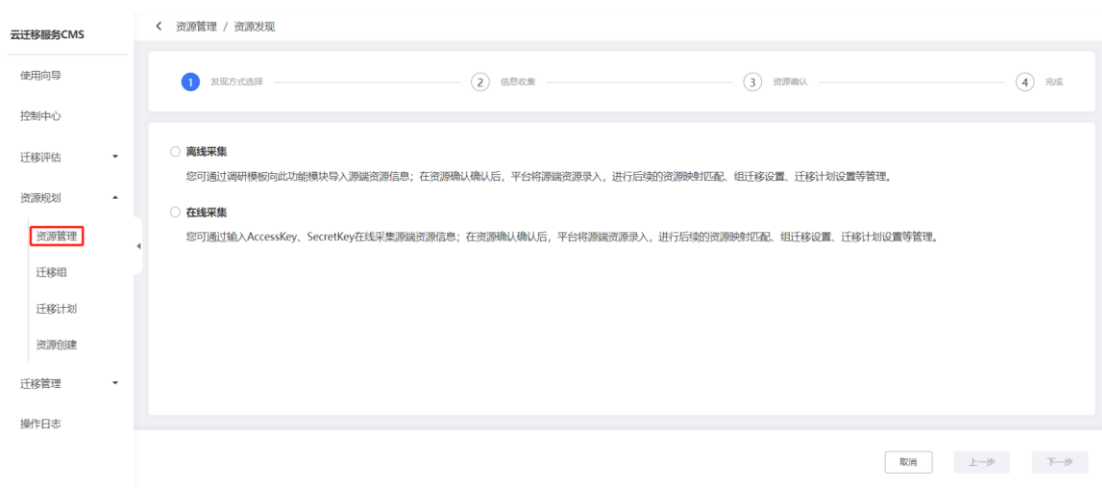 云迁移服务CMS
使用向导
控制中心
迁移评估
资源规划
资源管理
迁移组
迁移计划
资源创建
迁移管理
操作日志
资源管理 / 资源发现
1 发现方式选择
2 信息收集
3 资源确认
4 完成
离线采集
您可通过调研模板向此功能模块导入源端资源信息；在资源确认确认后，平台将源端资源录入，进行后续的资源映射匹配、组迁移设置、迁移计划设置等管理。
在线采集
您可通过输入AccessKey、SecretKey在线采集源端资源信息；在资源确认确认后，平台将源端资源录入，进行后续的资源映射匹配、组迁移设置、迁移计划设置等管理。
取消
上一步
下一步